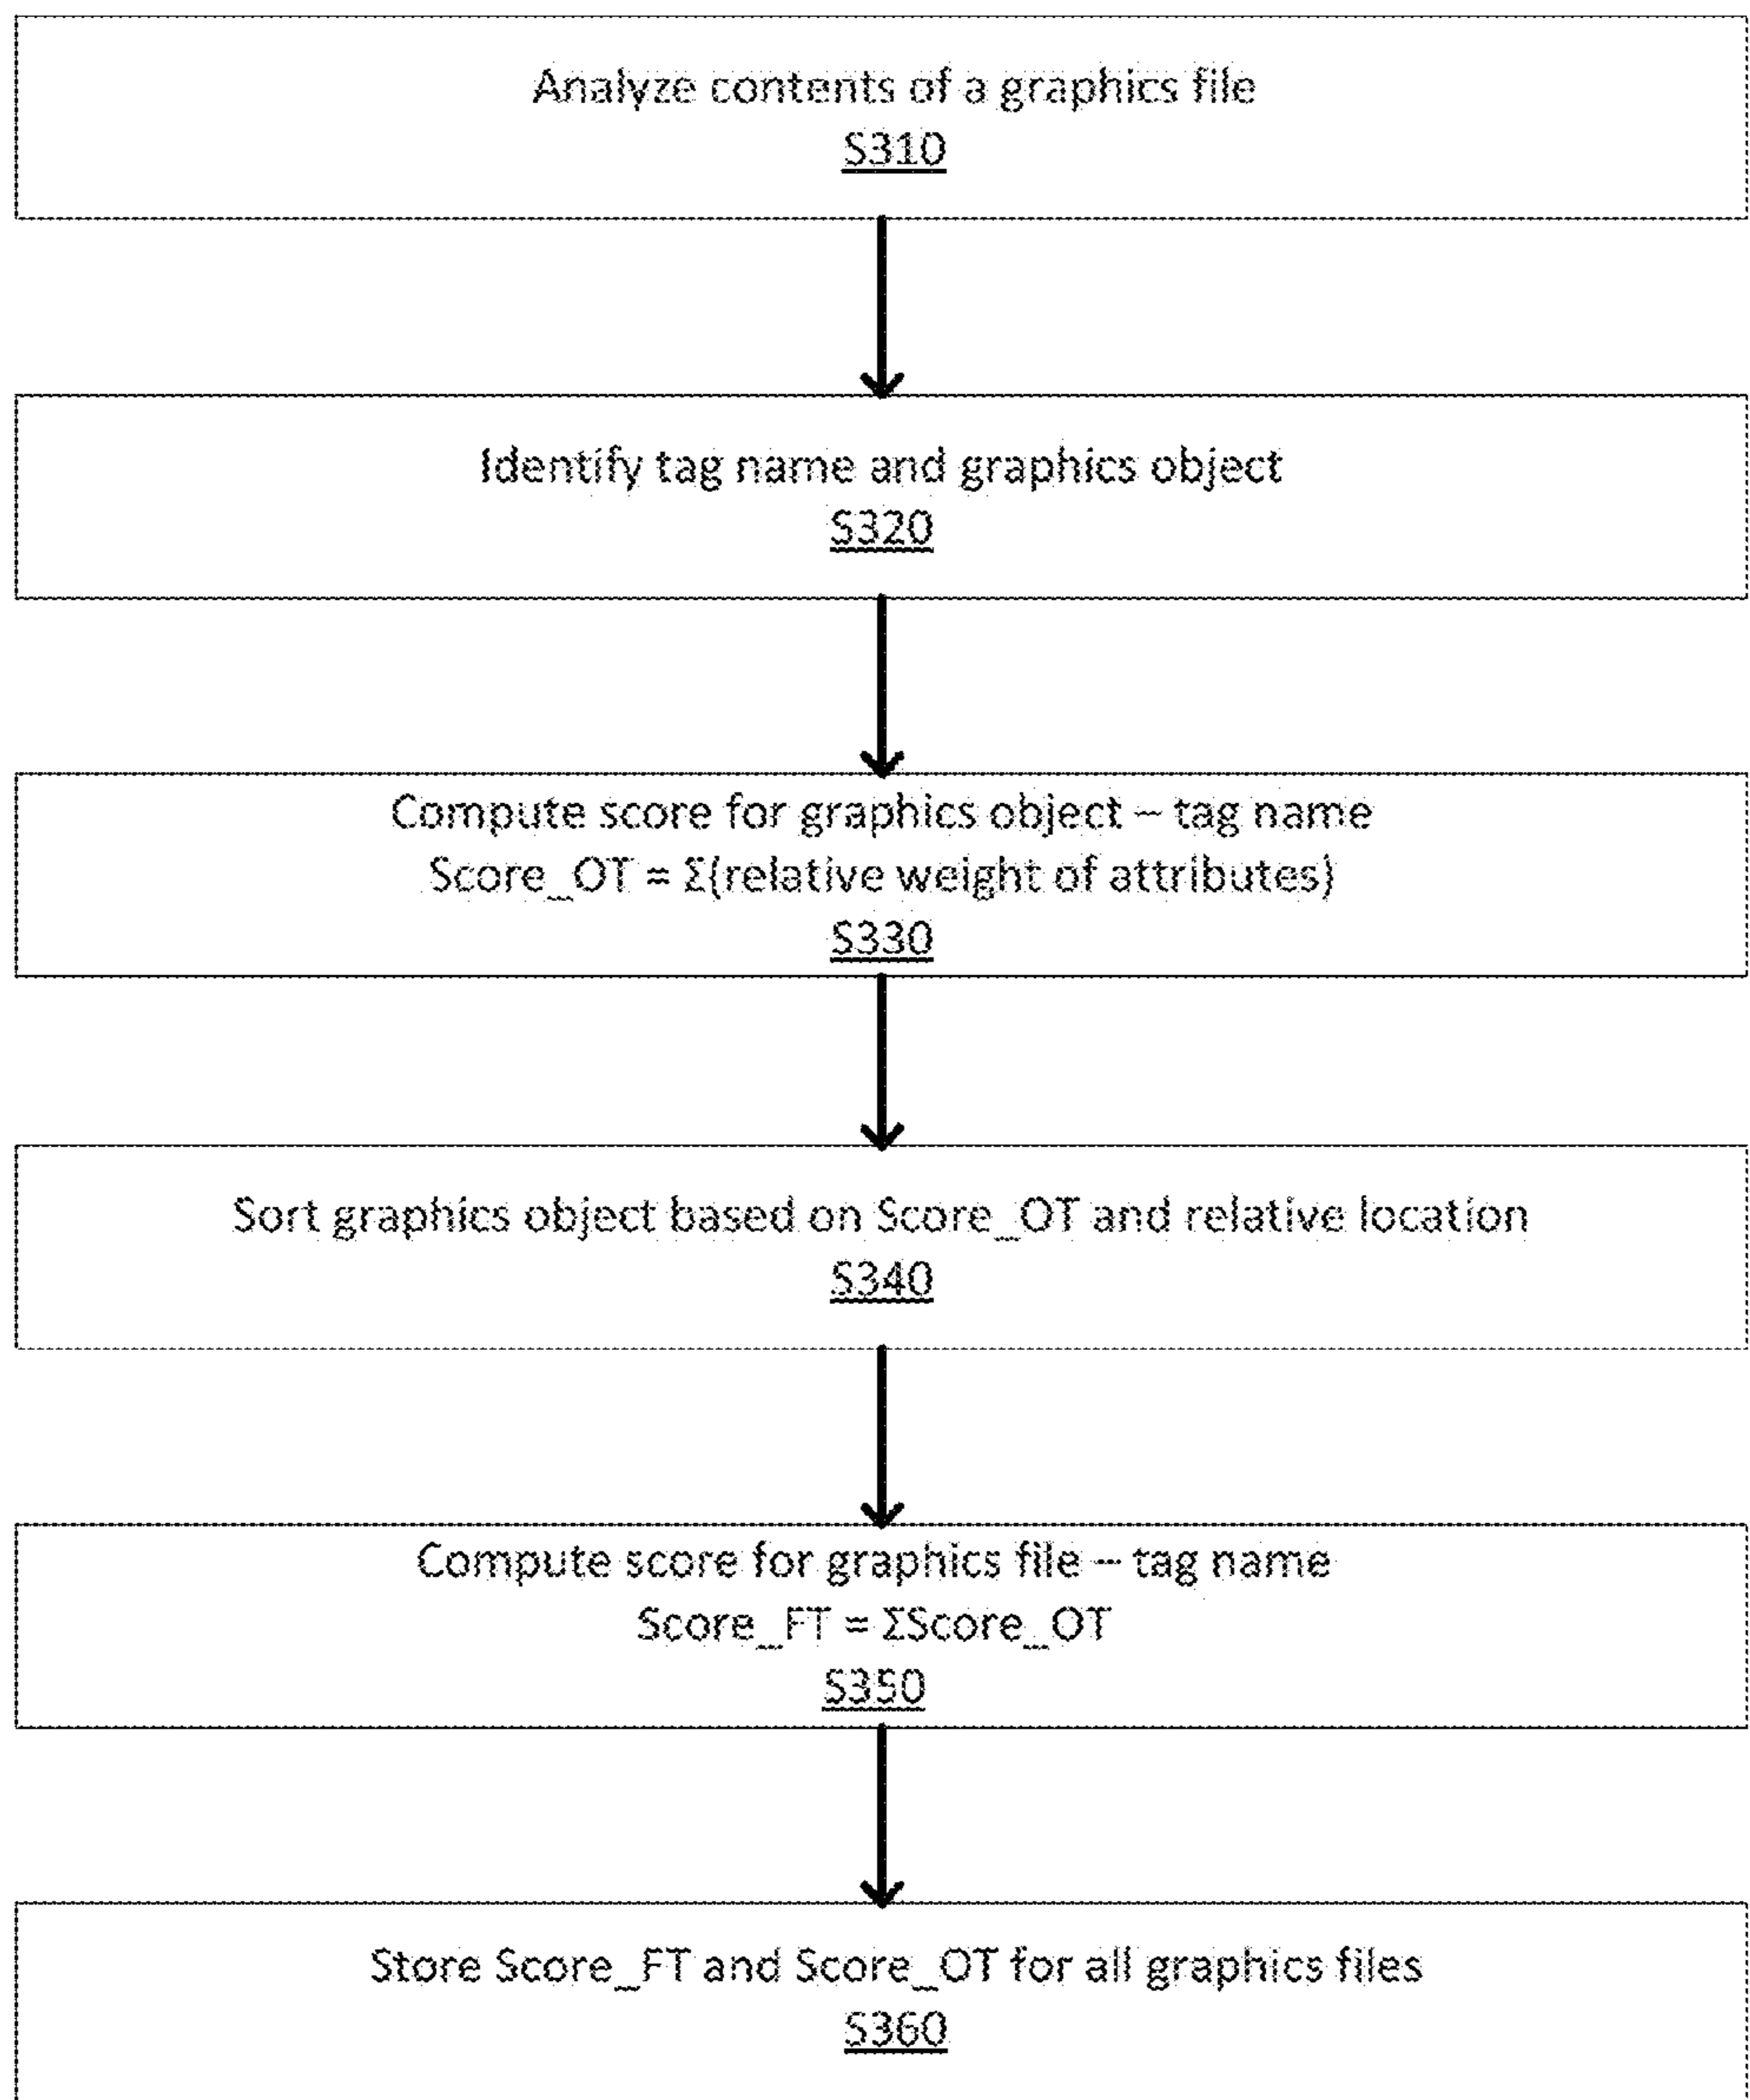 Analyze contents of a graphics file
S310
Identify tag name and graphics object
S320
Compute score for graphics object – tag name
Score_OT = Σ(relative weight of attributes)
S330
Sort graphics object based on Score_OT and relative location
S340
Compute score for graphics file – tag name
Score_FT = ΣScore_OT
S350
Store Score_FT and Score_OT for all graphics files
S360